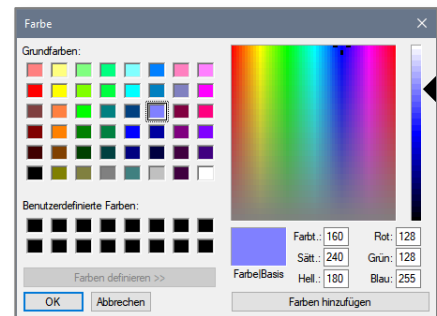 Farbe
Grundfarben:
Benutzerdefinierte Farben:
Farben definieren >>
OK Abbrechen
Farbe|Basis
Farbt.: 160 Rot: 128
Sätt.: 240 Grün: 128
Hell.: 180 Blau: 255
Farben hinzufügen